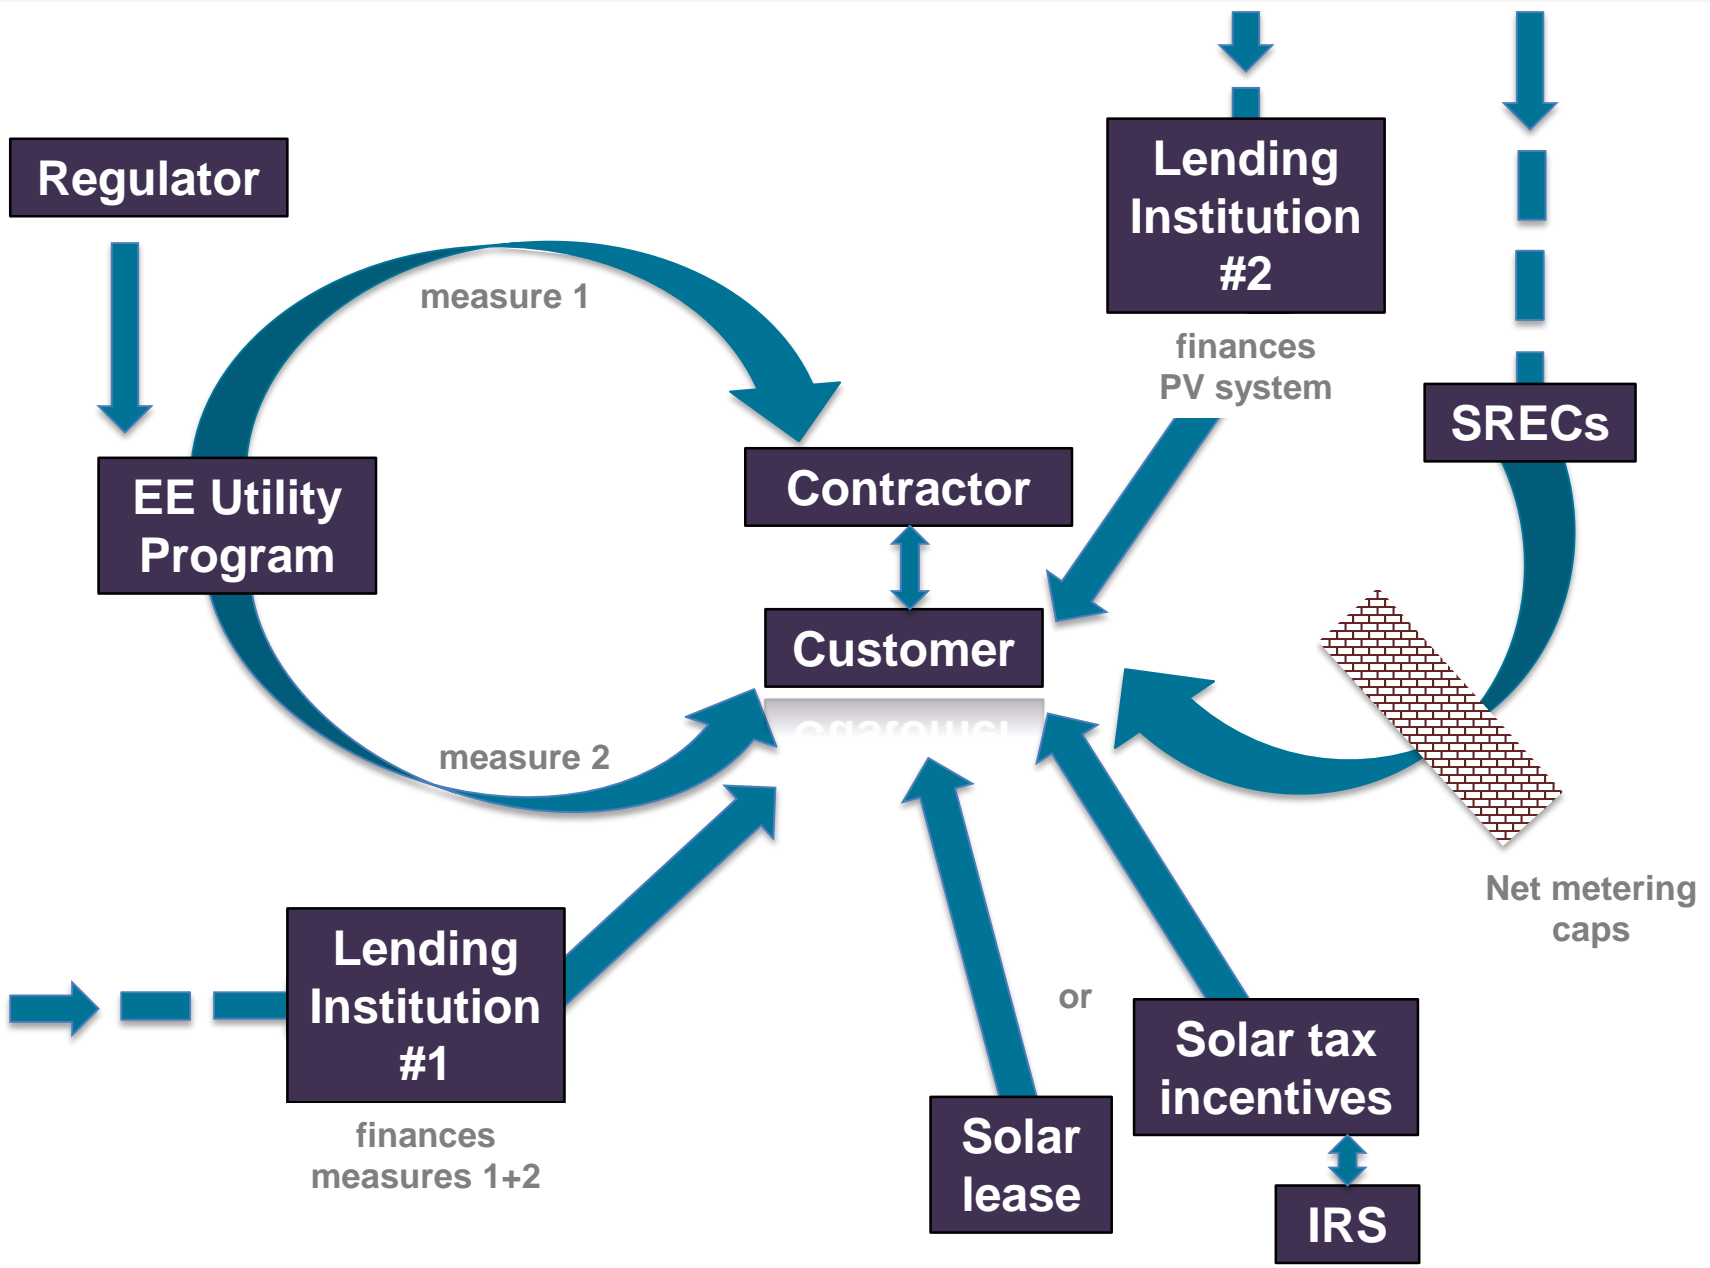 Regulator
measure 1
Lending
Institution
#2
finances
PV system
SRECs
EE Utility
Program
Contractor
Customer
measure 2
Net metering
caps
Lending
Institution
#1
finances
measures 1+2
or
Solar
lease
Solar tax
incentives
IRS